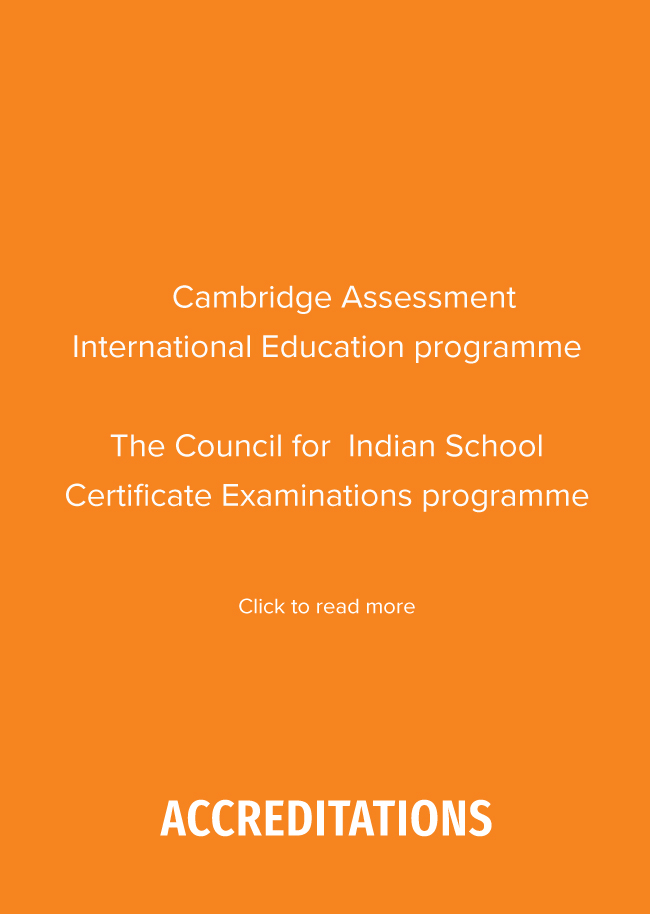 Cambridge Assessment
International Education programme
The Council for  Indian School
Certificate Examinations programme
Click to read more
ACCREDITATIONS